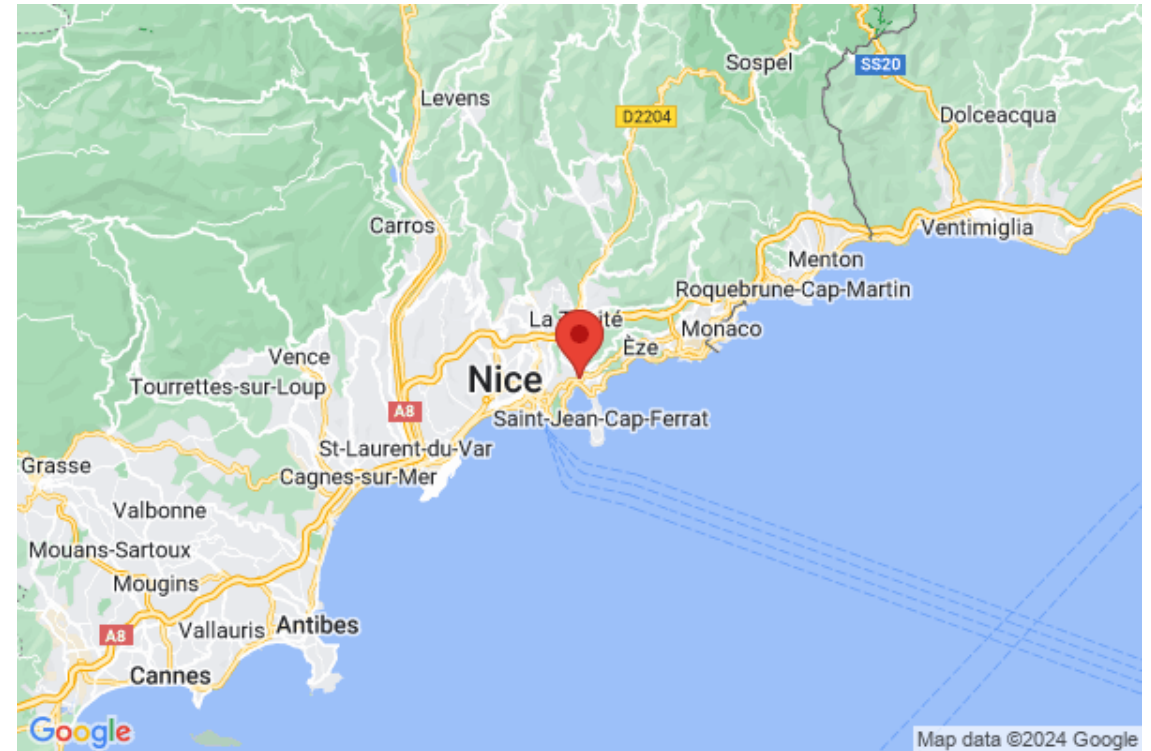 Sospel
SS20
Levens
D2204
Dolceacqua
Carros
Ventimiglia
Menton
Roquebrune-Cap-Martin
Monaco
Èze
Vence
Nice
Tourrettes-sur-Loup
A8
Saint-Jean-Cap-Ferrat
St-Laurent-du-Var
Grasse
Cagnes-sur-Mer
Valbonne
Mouans-Sartoux
Mougins
Antibes
A8
Vallauris
Cannes
Google
Map data ©2024 Google